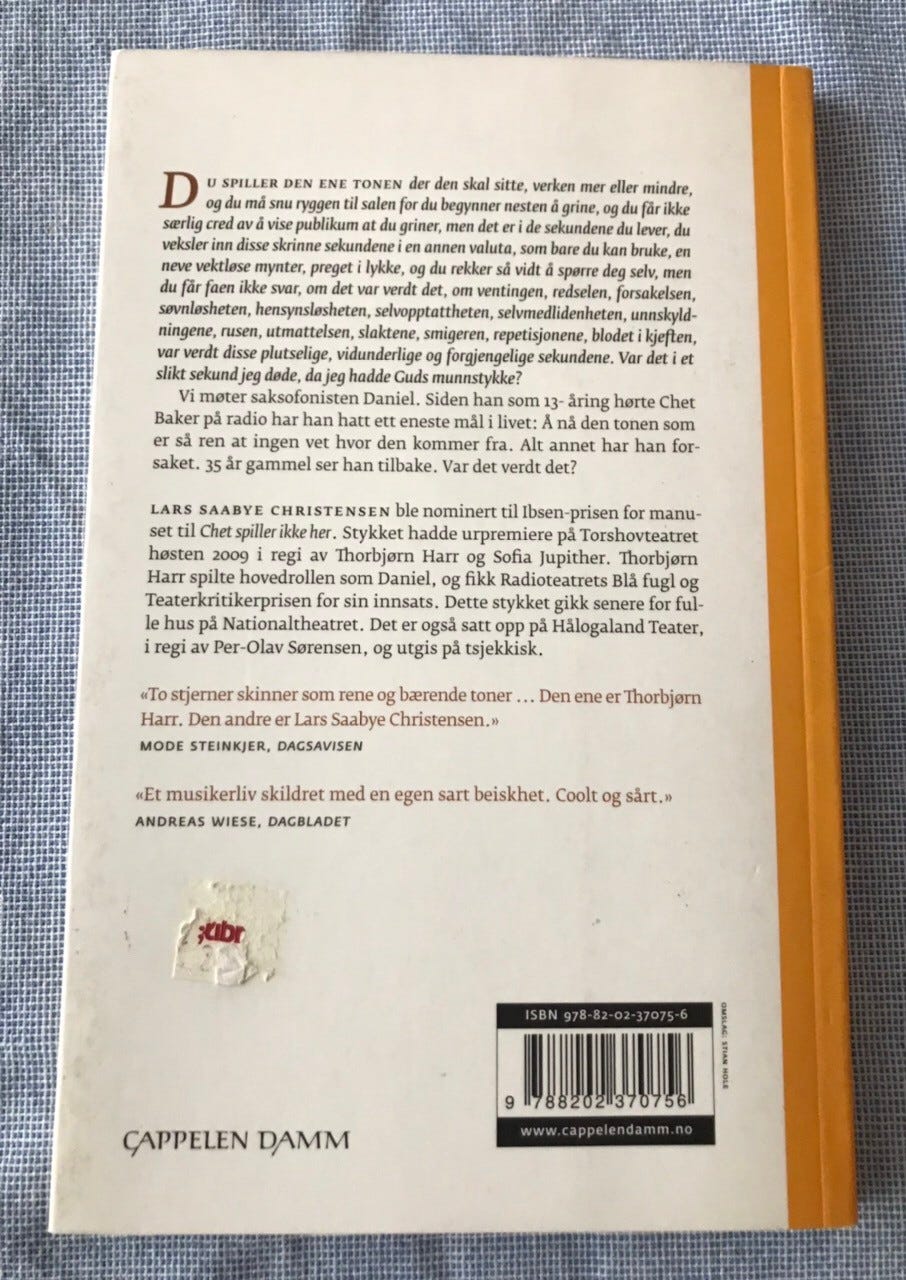 DU SPILLER DEN ENE TONEN der den skal sitte, verken mer eller mindre,
og du må snu ryggen til salen for du begynner nesten å grine, og du får ikke
særlig cred av å vise publikum at du griner, men det er i de sekundene du lever, du
veksler inn disse skrinne sekundene i en annen valuta, som bare du kan bruke, en
neve vektløse mynter, preget i lykke, og du rekker så vidt å spørre deg selv, men
du får faen ikke svar, om det var verdt det, om ventingen, redselen, forsakelsen,
søvnløsheten, hensynsløsheten, selvopptattheten, selvmedlidenheten, unnskyld-
ningene, rusen, utmattelsen, slaktene, smigeren, repetisjonene, blodet i kjeften,
var verdt disse plutselige, vidunderlige og forgjengelige sekundene. Var det i et
slikt sekund jeg døde, da jeg hadde Guds munnstykke?
Vi møter saksofonisten Daniel. Siden han som 13- åring hørte Chet
Baker på radio har han hatt ett eneste mål i livet: Å nå den tonen som
er så ren at ingen vet hvor den kommer fra. Alt annet har han for-
saket. 35 år gammel ser han tilbake. Var det verdt det?
LARS SAABYE CHRISTENSEN ble nominert til Ibsen-prisen for manu-
set til Chet spiller ikke her. Stykket hadde urpremiere på Torshovteatret
høsten 2009 i regi av Thorbjørn Harr og Sofia Jupither. Thorbjørn
Harr spilte hovedrollen som Daniel, og fikk Radioteatrets Blå fugl og
Teaterkritikerprisen for sin innsats. Dette stykket gikk senere for ful-
le hus på Nationaltheatret. Det er også satt opp på Hålogaland Teater,
i regi av Per-Olav Sørensen, og utgis på tsjekkisk.
«To stjerner skinner som rene og bærende toner ... Den ene er Thorbjørn
Harr. Den andre er Lars Saabye Christensen.»
MODE STEINKJER, DAGSAVISEN
«Et musikerliv skildret med en egen sart beiskhet. Coolt og sårt.»
ANDREAS WIESE, DAGBLADET
ISBN 978-82-02-37075-6
9 788202 370756
www.cappelendamm.no
OMSLAG: STIAN HOLE
CAPPELEN DAMM